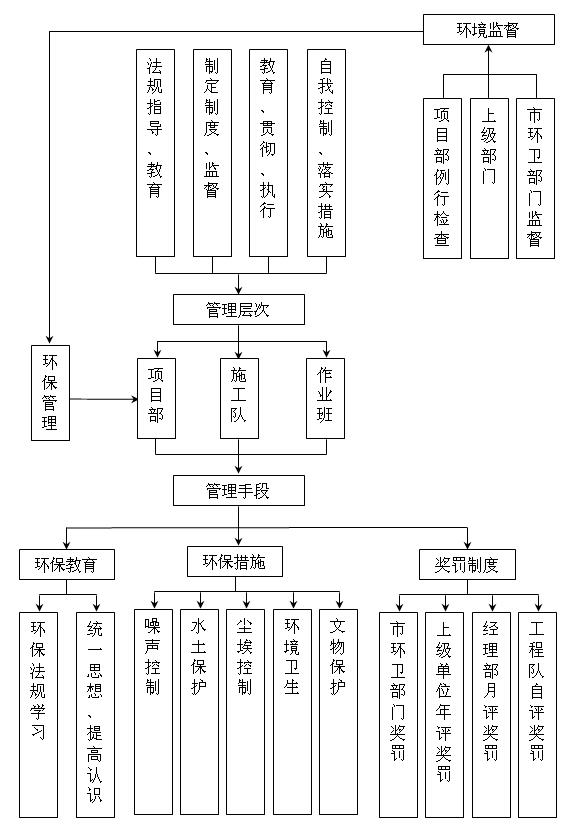 环境监督
法规指导、教育
制定制度、监督
教育、贯彻、执行
自我控制、落实措施
项目部例行检查
上级部门
市环卫部门监督
管理层次
环保管理
项目部
施工队
作业班
管理手段
环保教育
环保措施
奖罚制度
环保法规学习
统一思想、提高认识
噪声控制
水土保护
尘埃控制
环境卫生
文物保护
市环卫部门奖罚
上级单位年评奖罚
经理部月评奖罚
工程队自评奖罚